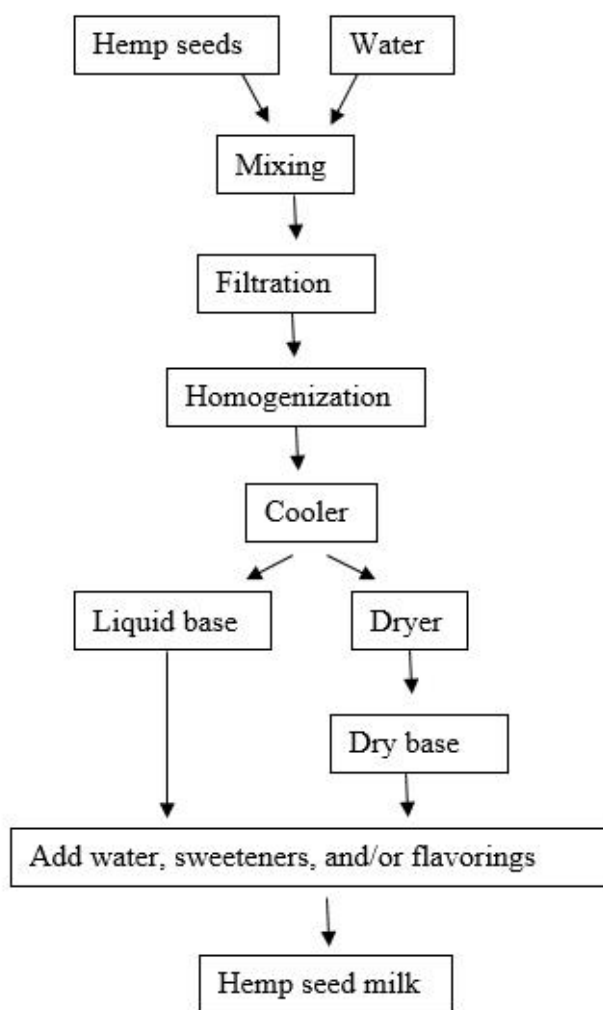 Hemp seeds
Water
Mixing
Filtration
Homogenization
Cooler
Liquid base
Dryer
Dry base
Add water, sweeteners, and/or flavorings
Hemp seed milk